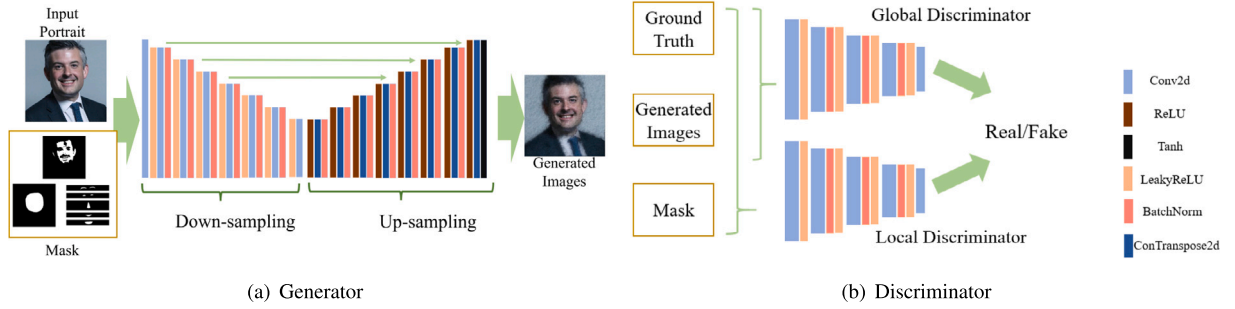 Input
Portrait
Mask
Down-sampling
Up-sampling
Generated
Images
(a) Generator
Ground
Truth
Generated
Images
Mask
Global Discriminator
Real/Fake
Local Discriminator
Conv2d
ReLU
Tanh
LeakyReLU
BatchNorm
ConTranspose2d
(b) Discriminator